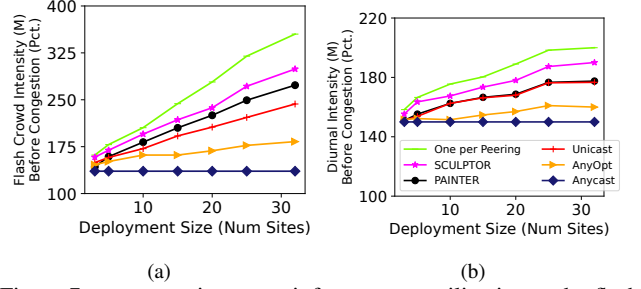 Flash Crowd Intensity (M)
Before Congestion (Pct.)
400
325
250
175
100
10
20
30
Deployment Size (Num Sites)
(a)
Diurnal Intensity (M)
Before Congestion (Pct.)
220
180
140
100
One per Peering
SCULPTOR
PAINTER
Unicast
AnyOpt
Anycast
10
20
30
Deployment Size (Num Sites)
(b)